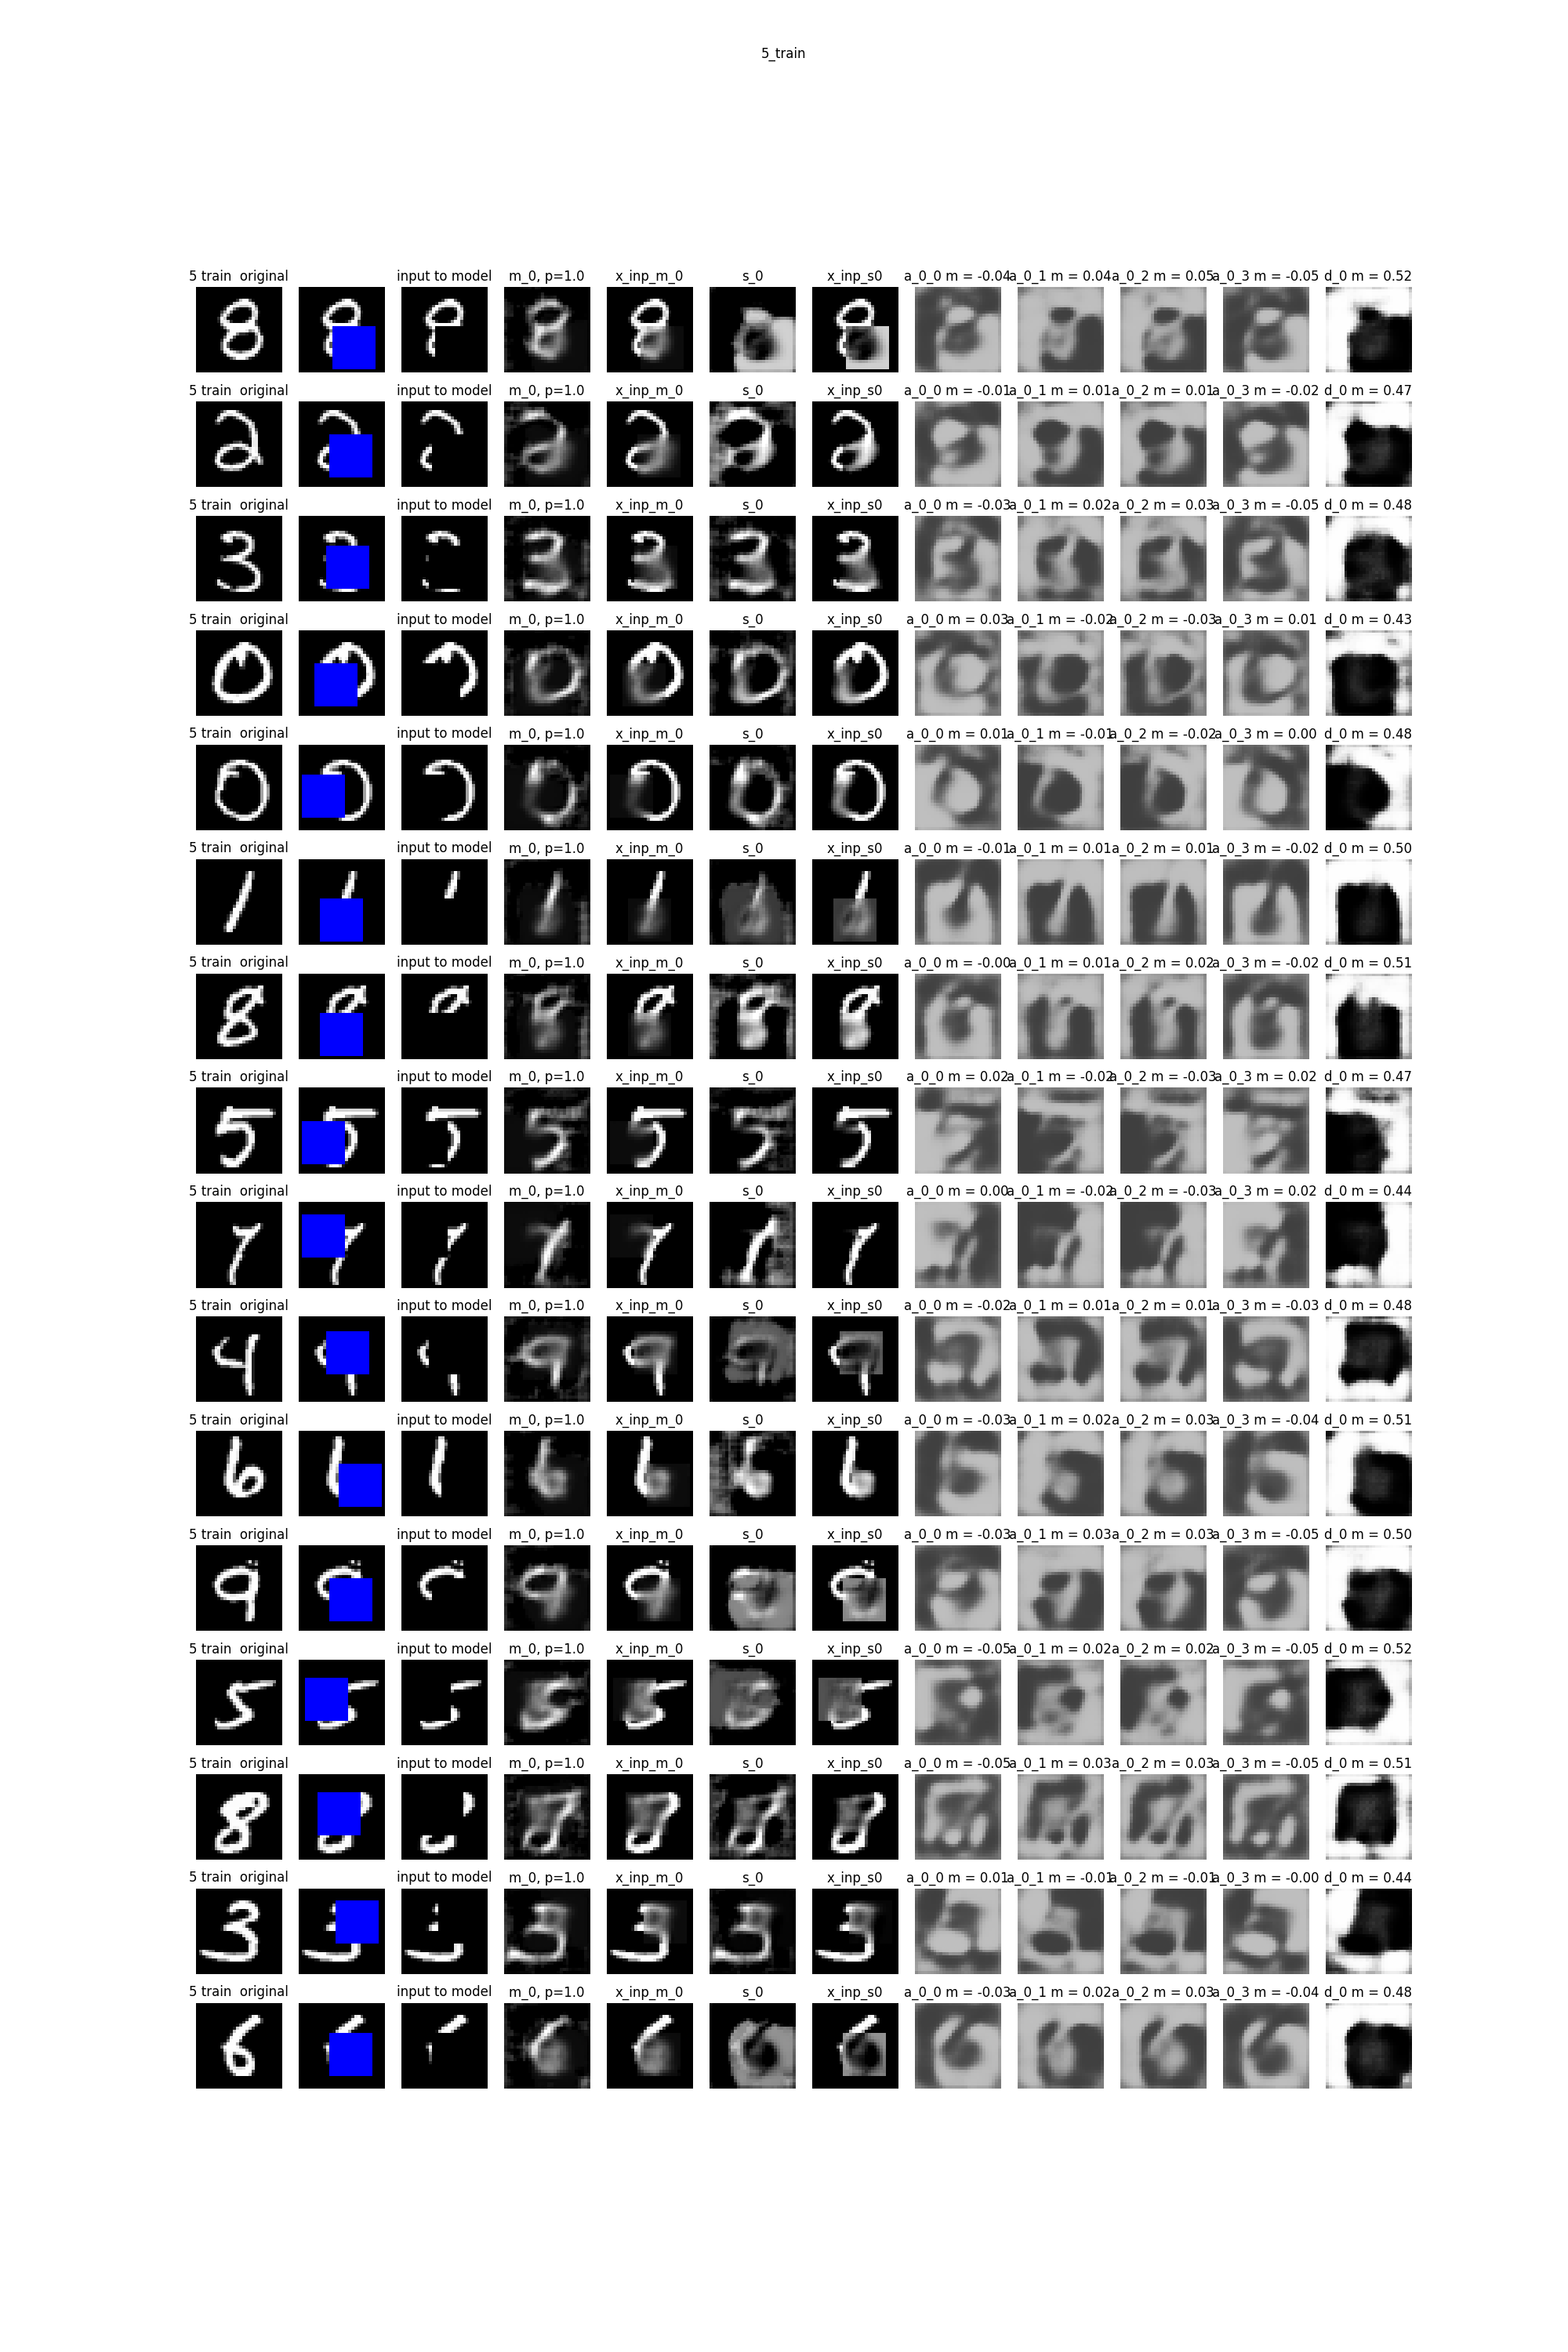 5_train
5 train original input to model m_0, p=1.0 x_inp_m_0 s_0 x_inp_s0 a_0_0 m = -0.04 a_0_1 m = 0.04 a_0_2 m = 0.05 a_0_3 m = -0.05 d_0 m = 0.52
5 train original input to model m_0, p=1.0 x_inp_m_0 s_0 x_inp_s0 a_0_0 m = -0.01 a_0_1 m = 0.01 a_0_2 m = 0.01 a_0_3 m = -0.02 d_0 m = 0.47
5 train original input to model m_0, p=1.0 x_inp_m_0 s_0 x_inp_s0 a_0_0 m = -0.03 a_0_1 m = 0.02 a_0_2 m = 0.03 a_0_3 m = -0.05 d_0 m = 0.48
5 train original input to model m_0, p=1.0 x_inp_m_0 s_0 x_inp_s0 a_0_0 m = 0.03 a_0_1 m = -0.02 a_0_2 m = -0.03 a_0_3 m = 0.01 d_0 m = 0.43
5 train original input to model m_0, p=1.0 x_inp_m_0 s_0 x_inp_s0 a_0_0 m = 0.01 a_0_1 m = -0.01 a_0_2 m = -0.02 a_0_3 m = 0.00 d_0 m = 0.48
5 train original input to model m_0, p=1.0 x_inp_m_0 s_0 x_inp_s0 a_0_0 m = -0.01 a_0_1 m = 0.01 a_0_2 m = 0.01 a_0_3 m = -0.02 d_0 m = 0.50
5 train original input to model m_0, p=1.0 x_inp_m_0 s_0 x_inp_s0 a_0_0 m = -0.00 a_0_1 m = 0.01 a_0_2 m = 0.02 a_0_3 m = -0.02 d_0 m = 0.51
5 train original input to model m_0, p=1.0 x_inp_m_0 s_0 x_inp_s0 a_0_0 m = 0.02 a_0_1 m = -0.02 a_0_2 m = -0.03 a_0_3 m = 0.02 d_0 m = 0.47
5 train original input to model m_0, p=1.0 x_inp_m_0 s_0 x_inp_s0 a_0_0 m = 0.00 a_0_1 m = -0.02 a_0_2 m = -0.03 a_0_3 m = 0.02 d_0 m = 0.44
5 train original input to model m_0, p=1.0 x_inp_m_0 s_0 x_inp_s0 a_0_0 m = -0.02 a_0_1 m = 0.01 a_0_2 m = 0.01 a_0_3 m = -0.03 d_0 m = 0.48
5 train original input to model m_0, p=1.0 x_inp_m_0 s_0 x_inp_s0 a_0_0 m = -0.03 a_0_1 m = 0.02 a_0_2 m = 0.03 a_0_3 m = -0.04 d_0 m = 0.51
5 train original input to model m_0, p=1.0 x_inp_m_0 s_0 x_inp_s0 a_0_0 m = -0.03 a_0_1 m = 0.03 a_0_2 m = 0.03 a_0_3 m = -0.05 d_0 m = 0.50
5 train original input to model m_0, p=1.0 x_inp_m_0 s_0 x_inp_s0 a_0_0 m = -0.05 a_0_1 m = 0.02 a_0_2 m = 0.02 a_0_3 m = -0.05 d_0 m = 0.52
5 train original input to model m_0, p=1.0 x_inp_m_0 s_0 x_inp_s0 a_0_0 m = -0.05 a_0_1 m = 0.03 a_0_2 m = 0.03 a_0_3 m = -0.05 d_0 m = 0.51
5 train original input to model m_0, p=1.0 x_inp_m_0 s_0 x_inp_s0 a_0_0 m = 0.01 a_0_1 m = -0.01 a_0_2 m = -0.01 a_0_3 m = -0.00 d_0 m = 0.44
5 train original input to model m_0, p=1.0 x_inp_m_0 s_0 x_inp_s0 a_0_0 m = -0.03 a_0_1 m = 0.02 a_0_2 m = 0.03 a_0_3 m = -0.04 d_0 m = 0.48